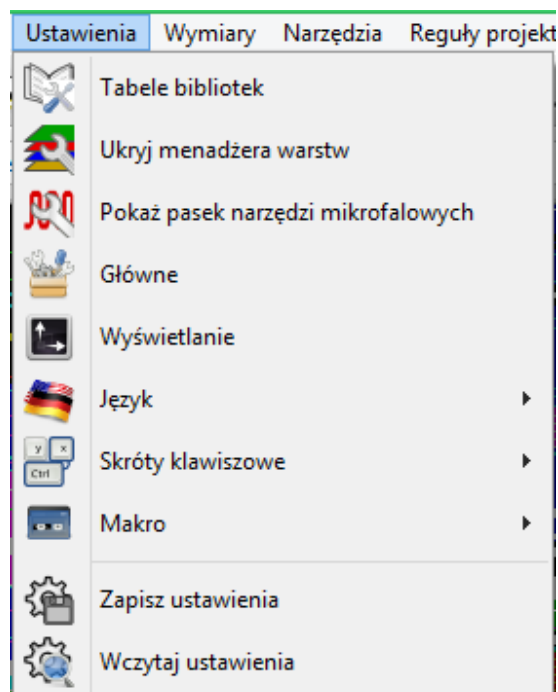 Ustawienia Wymiary Narzędzia Reguły projekt
Tabele bibliotek
Ukryj menadżera warstw
Pokaż pasek narzędzi mikrofalowych
Główne
Wyświetlanie
Język
y x
Ctrl
Skróty klawiszowe
Makro
Zapisz ustawienia
Wczytaj ustawienia